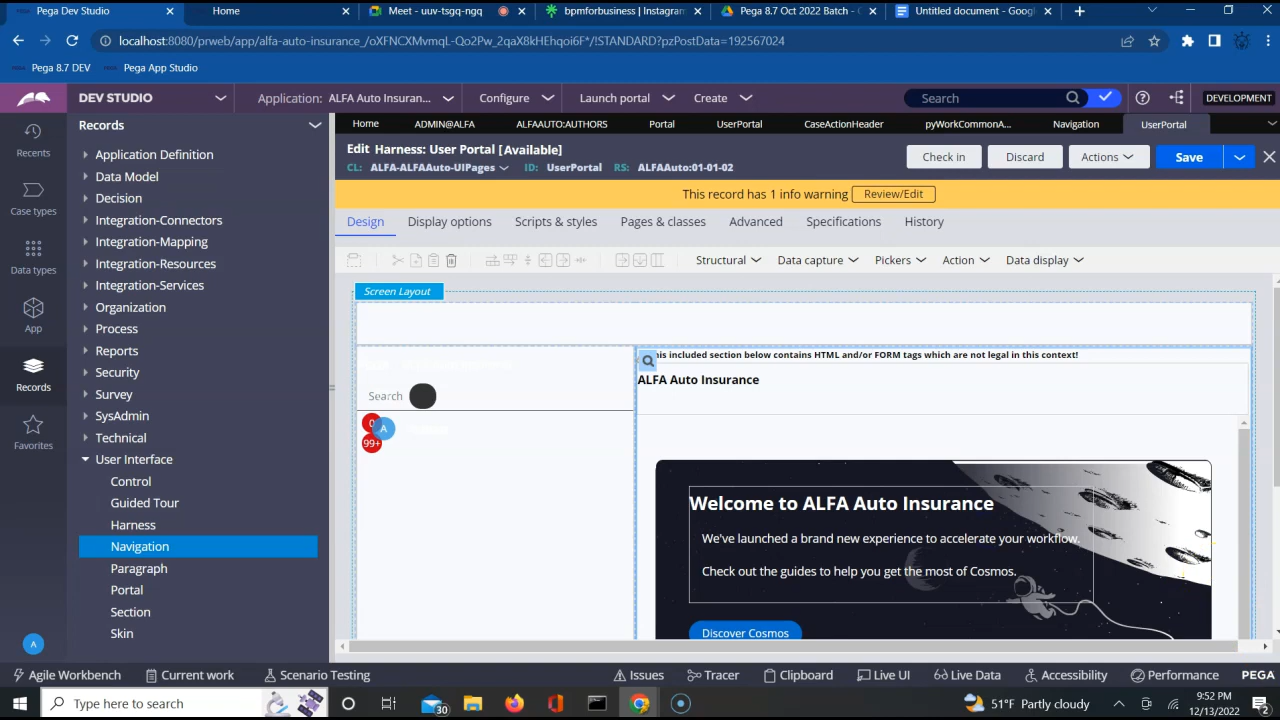 Pega Dev Studio
Home
Meet - uuv-tsgq-ngq
bpmforbusiness | Instagram
Pega 8.7 Oct 2022 Batch -
Untitled document - Goog
localhost:8080/prweb/app/alfa-auto-insurance_/oXFNCXMvmqL-Qo2Pw_2qaX8kHEhqoi6F*/!STANDARD?pzPostData=192567024
Pega 8.7 DEV
Pega App Studio
DEV STUDIO
Application: ALFA Auto Insuran...
Configure
Launch portal
Create
Search
DEVELOPMENT
Recents
Case types
Data types
App
Records
Favorites
A
Records
Application Definition
Data Model
Decision
Integration-Connectors
Integration-Mapping
Integration-Resources
Integration-Services
Organization
Process
Reports
Security
Survey
SysAdmin
Technical
User Interface
Control
Guided Tour
Harness
Navigation
Paragraph
Portal
Section
Skin
Home
ADMIN@ALFA
ALFAAUTO:AUTHORS
Portal
UserPortal
CaseActionHeader
pyWorkCommonA...
Navigation
UserPortal
Edit Harness: User Portal [Available]
CL: ALFA-ALFAAuto-UIPages ID: UserPortal RS: ALFAAuto:01-01-02
Check in
Discard
Actions
Save
This record has 1 info warning Review/Edit
Design
Display options
Scripts & styles
Pages & classes
Advanced
Specifications
History
Structural
Data capture
Pickers
Action
Data display
Screen Layout
Search
A
99+
his included section below contains HTML and/or FORM tags which are not legal in this context!
ALFA Auto Insurance
Welcome to ALFA Auto Insurance
We've launched a brand new experience to accelerate your workflow.
Check out the guides to help you get the most of Cosmos.
Discover Cosmos
Agile Workbench
Current work
Scenario Testing
Issues
Tracer
Clipboard
Live UI
Live Data
Accessibility
Performance
PEGA
Type here to search
30
51°F Partly cloudy
9:52 PM
12/13/2022
2